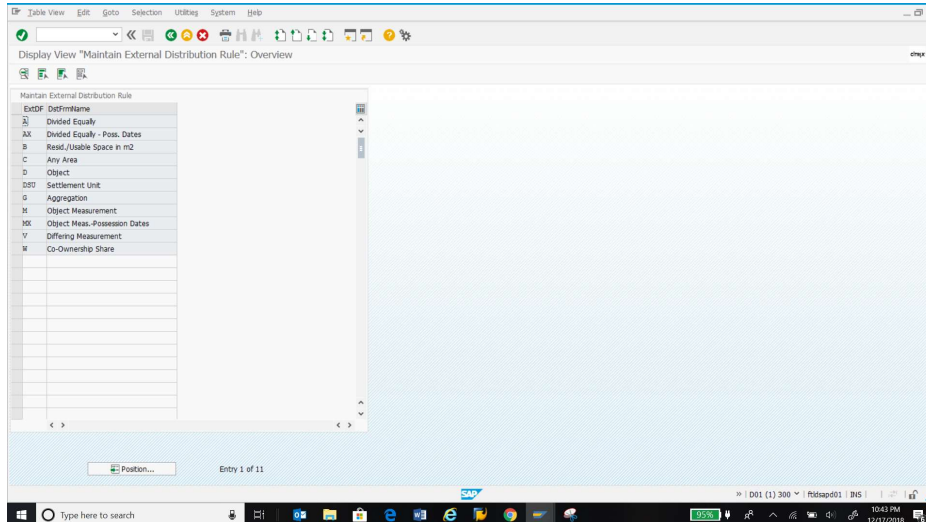 Table View Edit Goto Selection Utilities System Help
Display View "Maintain External Distribution Rule": Overview
citrix
Maintain External Distribution Rule
ExtDF DstFrmName
A Divided Equally
AX Divided Equally - Poss. Dates
B Resid./Usable Space in m2
C Any Area
D Object
DSU Settlement Unit
G Aggregation
M Object Measurement
MX Object Meas.-Possession Dates
V Differing Measurement
W Co-Ownership Share
Position... Entry 1 of 11
SAP
D01 (1) 300 ftldsapd01 INS
Type here to search
95%
10:43 PM
12/17/2018